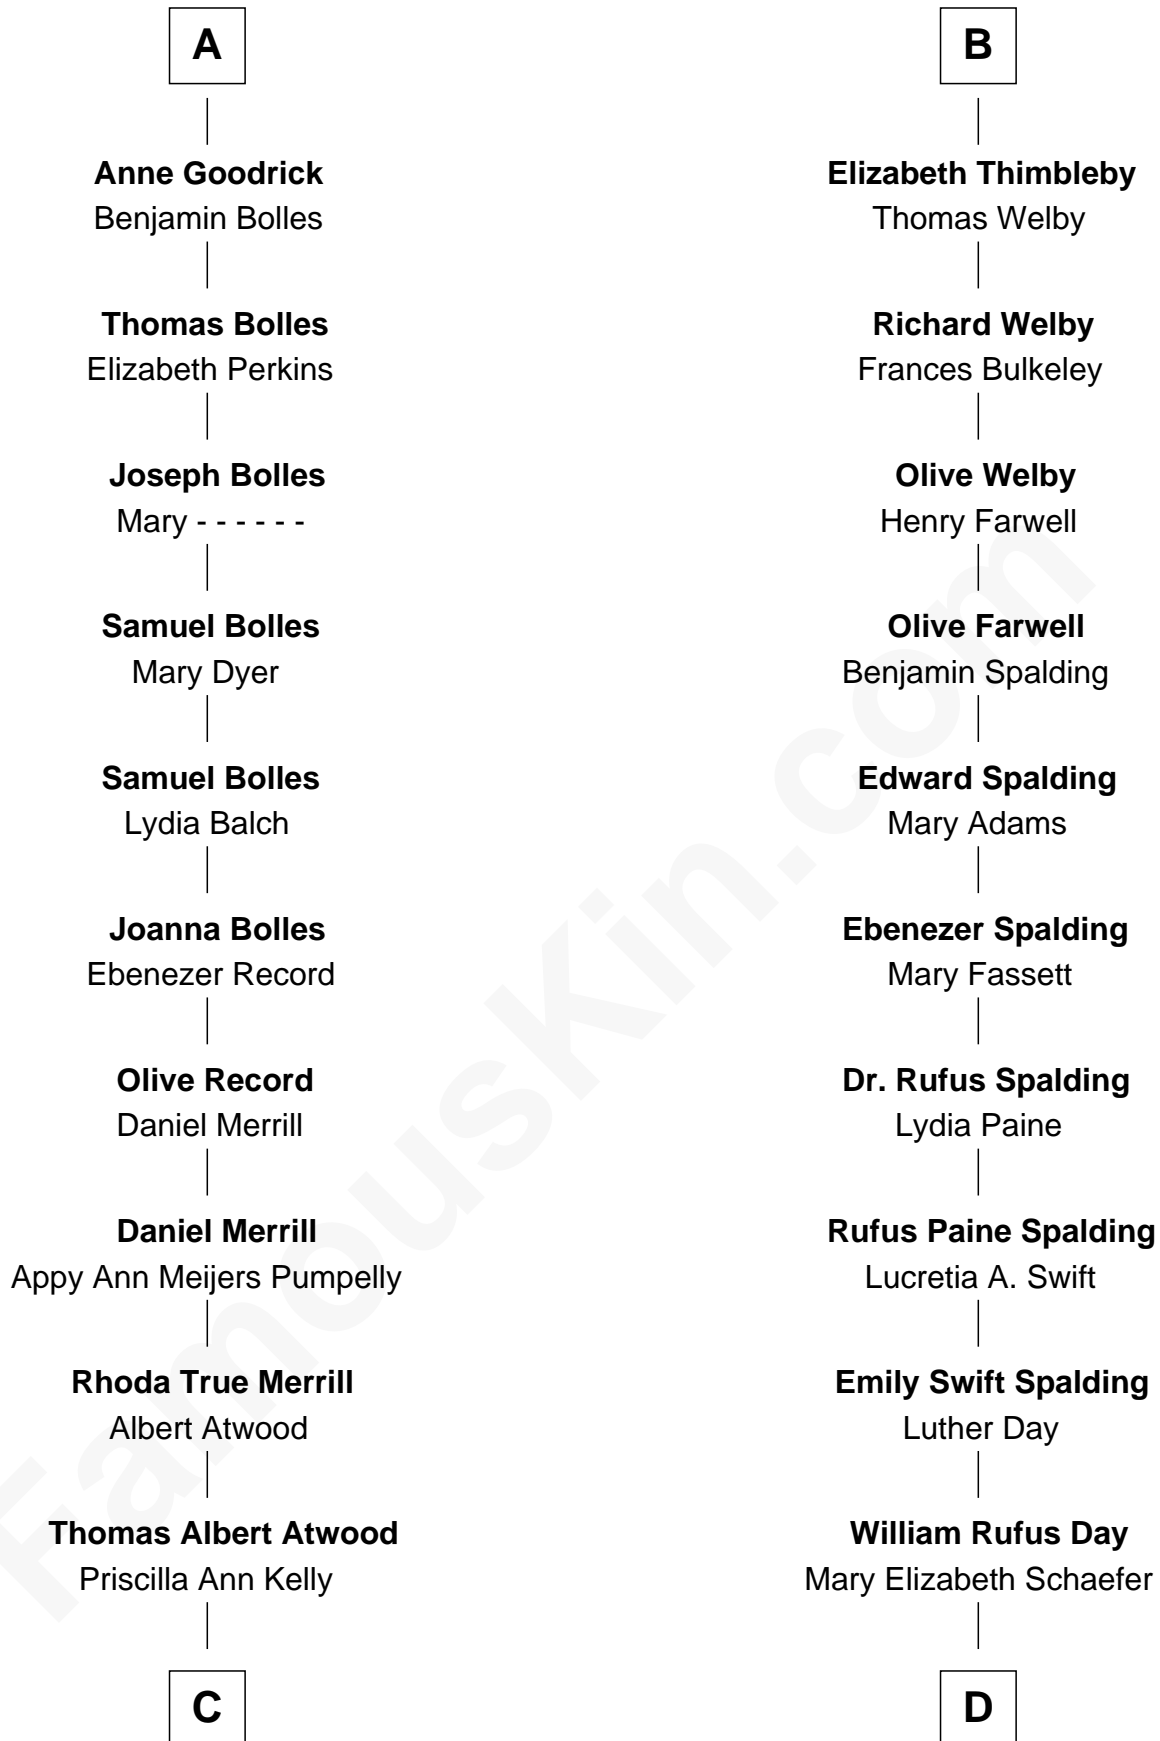 A
Anne Goodrick
Benjamin Bolles
Thomas Bolles
Elizabeth Perkins
Joseph Bolles
Mary - - - - - -
Samuel Bolles
Mary Dyer
Samuel Bolles
Lydia Balch
Joanna Bolles
Ebenezer Record
Olive Record
Daniel Merrill
Daniel Merrill
Appy Ann Meijers Pumpelly
Rhoda True Merrill
Albert Atwood
Thomas Albert Atwood
Priscilla Ann Kelly
C
B
Elizabeth Thimbleby
Thomas Welby
Richard Welby
Frances Bulkeley
Olive Welby
Henry Farwell
Olive Farwell
Benjamin Spalding
Edward Spalding
Mary Adams
Ebenezer Spalding
Mary Fassett
Dr. Rufus Spalding
Lydia Paine
Rufus Paine Spalding
Lucretia A. Swift
Emily Swift Spalding
Luther Day
William Rufus Day
Mary Elizabeth Schaefer
D
FamousKin.com